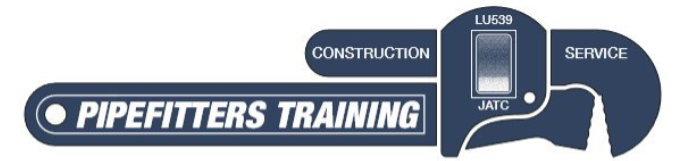 LU539
CONSTRUCTION
SERVICE
JATC
PIPEFITTERS TRAINING